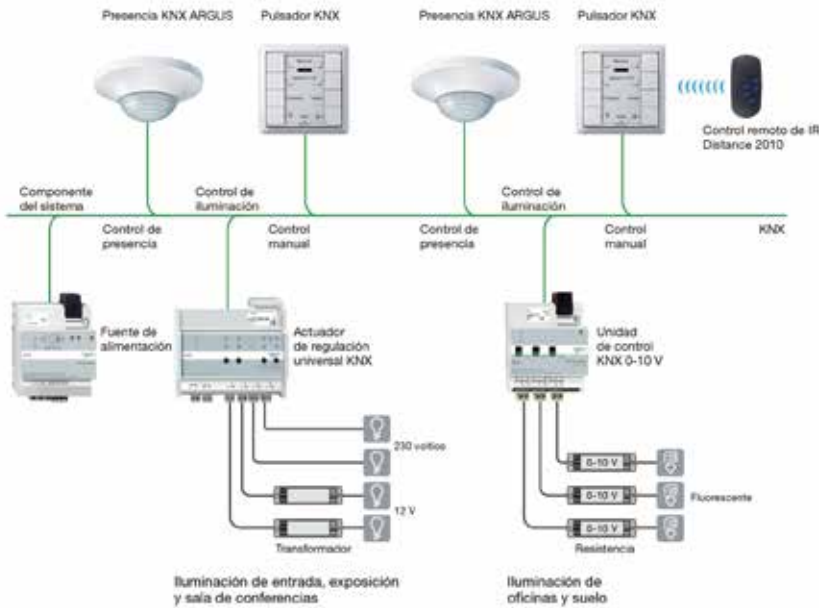 Presencia KNX ARGUS
Pulsador KNX
Presencia KNX ARGUS
Pulsador KNX
Control remoto de IR
Distance 2010
Componente
del sistema
Control de
iluminación
Control de
iluminación
Control de
presencia
Control
manual
Control de
presencia
Control
manual
KNX
Fuente de
alimentación
Actuador
de regulación
universal KNX
Unidad
de control
KNX 0-10 V
230 voltios
12 V
Transformador
0-10 V
0-10 V
0-10 V
Fluorescente
Resistencia
Iluminación de entrada, exposición
y sala de conferencias
Iluminación de
oficinas y suelo